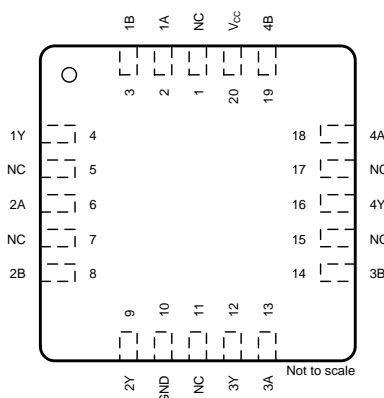 1B 1A NC VCC 4B
3 2 1 20 19
1Y 4 18 4A
NC 5 17 NC
2A 6 16 4Y
NC 7 15 NC
2B 8 14 3B
9 10 11 12 13
2Y GND NC 3Y 3A
Not to scale